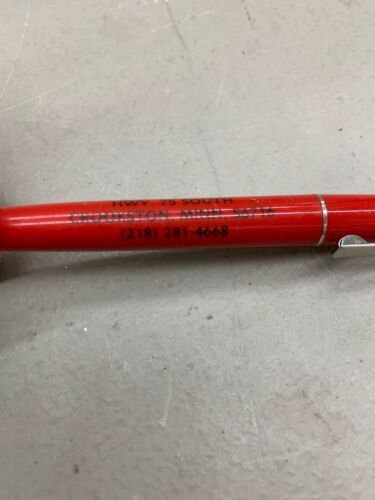 HWY 75 SOUTH
CROOKSTON, MINN 56716
(218) 281-4668